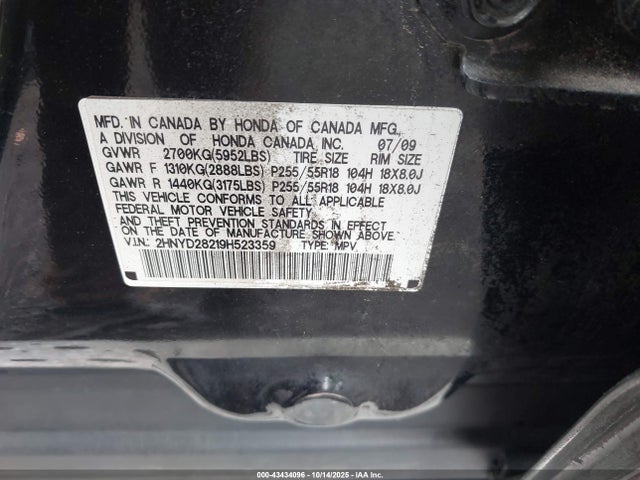 MFD. IN CANADA BY HONDA OF CANADA MFG.,
A DIVISION OF HONDA CANADA INC. 07/09
GVWR 2700KG(5952LBS) TIRE SIZE RIM SIZE
GAWR F 1310KG(2888LBS) P255/55R18 104H 18X8.0J
GAWR R 1440KG(3175LBS) P255/55R18 104H 18X8.0J
THIS VEHICLE CONFORMS TO ALL APPLICABLE
FEDERAL MOTOR VEHICLE SAFETY
AND THEFT PREVENTION STANDARDS IN EFFECT
ON THE DATE OF MANUFACTURE SHOWN ABOVE.
V.I.N.: 2HNYD28219H523359 TYPE: MPV
000-43434096 - 10/14/2025 - IAA Inc.